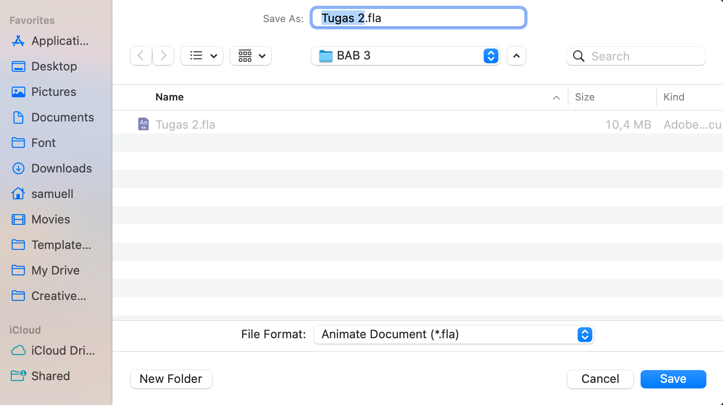 Favorites
Save As: Tugas 2.fla
Applicati...
Desktop
BAB 3
Search
Pictures
Name
Size
Kind
Documents
An
Tugas 2.fla
10,4 MB
Adobe...cu
Font
Downloads
samuell
Movies
Template...
My Drive
Creative...
iCloud
File Format: Animate Document (*.fla)
iCloud Dri...
Shared
New Folder
Cancel
Save